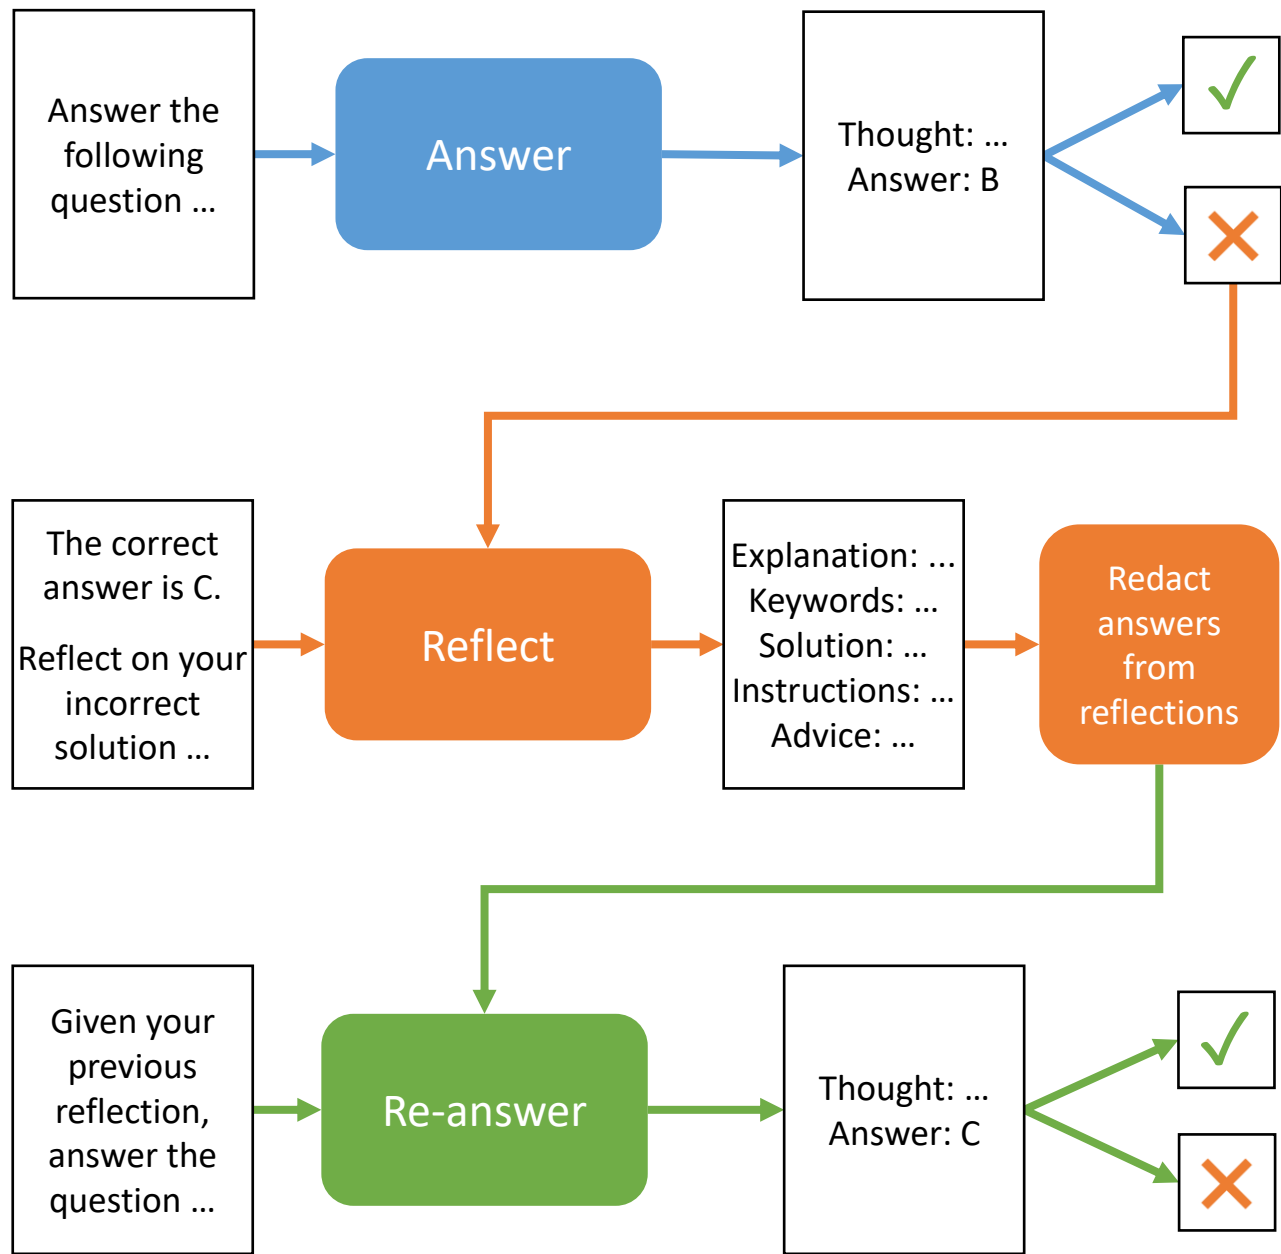 Answer the
following
question …
Answer
Thought: …
Answer: B
The correct
answer is C.
Reflect on your
incorrect
solution …
Reflect
Explanation: …
Keywords: …
Solution: …
Instructions: …
Advice: …
Redact
answers
from
reflections
Given your
previous
reflection,
answer the
question …
Re-answer
Thought: …
Answer: C